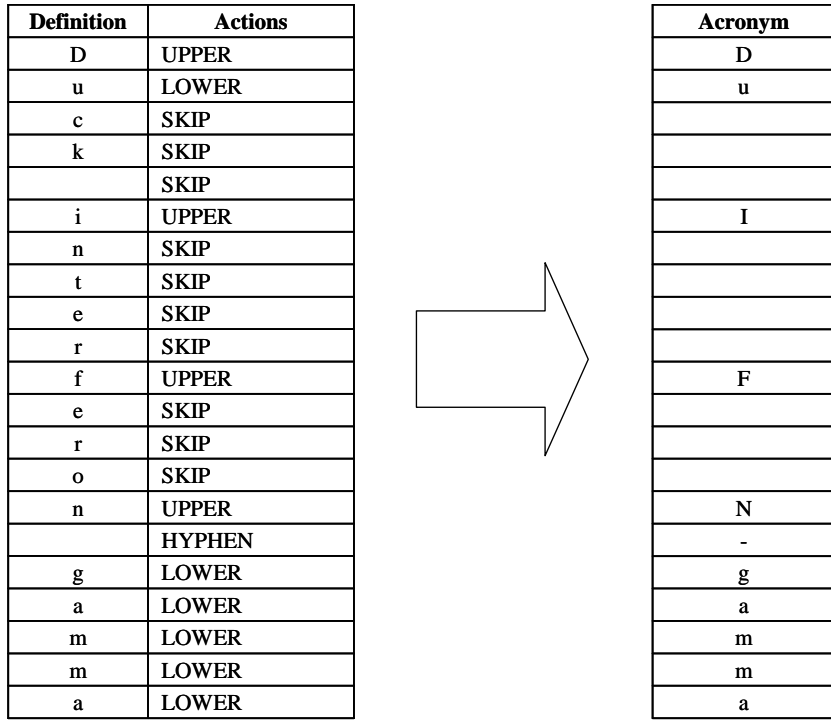 Definition Actions Acronym
D UPPER D
u LOWER u
c SKIP
k SKIP
SKIP
i UPPER I
n SKIP
t SKIP
e SKIP
r SKIP
f UPPER F
e SKIP
r SKIP
o SKIP
n UPPER N
HYPHEN -
g LOWER g
a LOWER a
m LOWER m
m LOWER m
a LOWER a